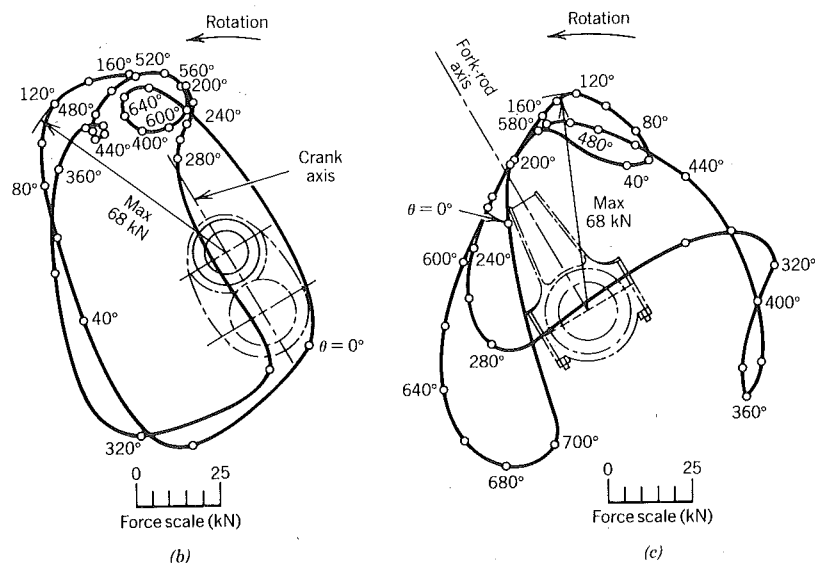 Rotation
160° 520°
560°
120°
200°
640°
480°
600°
240°
400°
440°
280°
360°
Crank
axis
80°
Max
68 kN
40°
θ = 0°
320°
0 25
Force scale (kN)
(b)
Rotation
Fork-rod
axis
120°
160°
580°
80°
480°
440°
200°
40°
Max
68 kN
θ = 0°
600°
240°
320°
400°
280°
640°
360°
700°
680°
0 25
Force scale (kN)
(c)